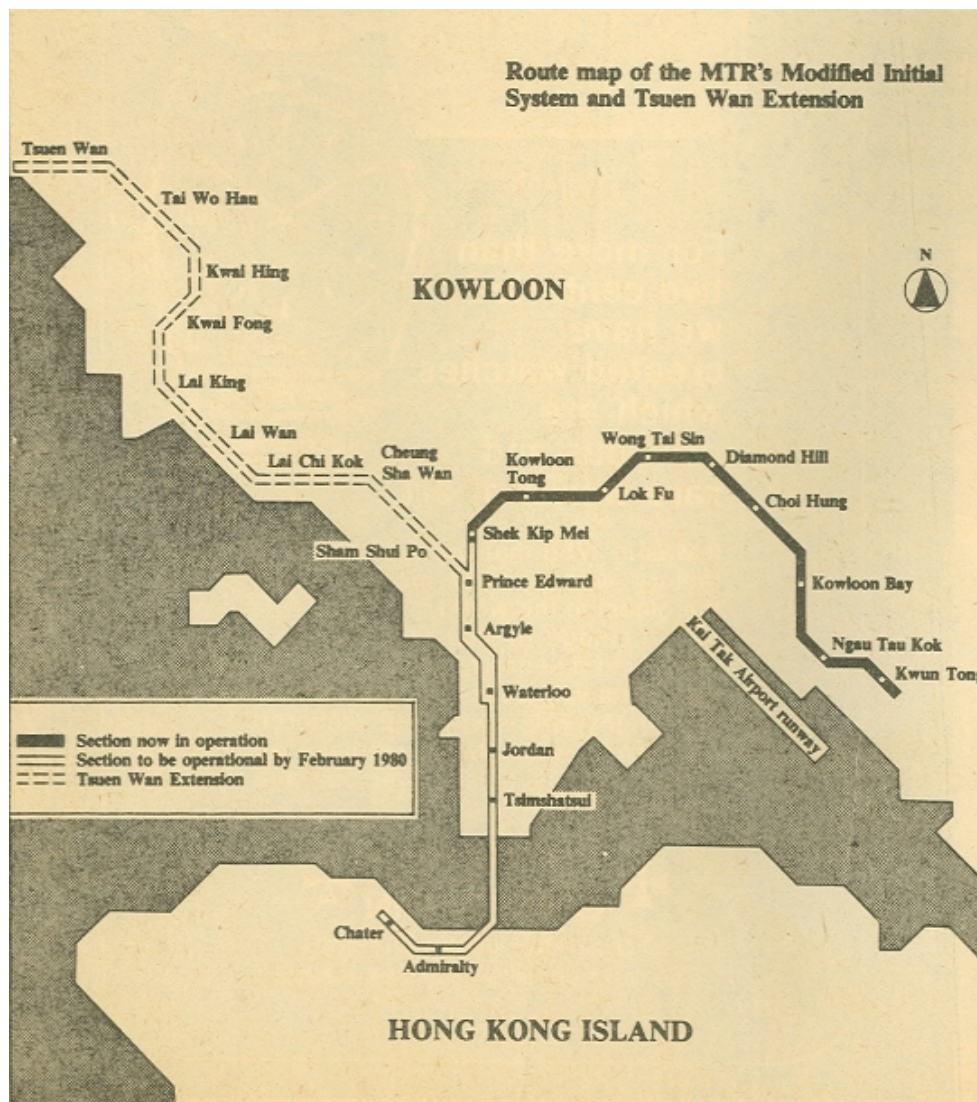 Route map of the MTR's Modified Initial
System and Tsuen Wan Extension
Tsuen Wan
Tai Wo Hau
Kwai Hing
N
KOWLOON
Kwai Fong
Lai King
Lai Wan
Lai Chi Kok
Cheung
Sha Wan
Wong Tai Sin
Kowloon
Tong
Diamond Hill
Lok Fu
Choi Hung
Shek Kip Mei
Sham Shui Po
Prince Edward
Kowloon Bay
Argyle
Ngau Tau Kok
Kai Tak Airport runway
Kwun Tong
Waterloo
Section now in operation
Section to be operational by February 1980
Tsuen Wan Extension
Jordan
Tsimshatsui
Chater
Admiralty
HONG KONG ISLAND